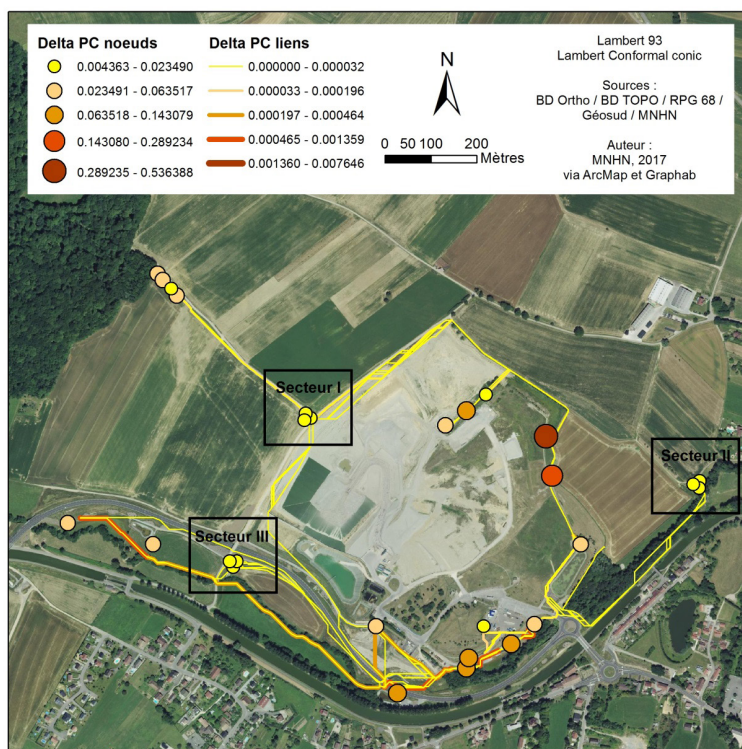 Delta PC noeuds
0.004363 - 0.023490
0.023491 - 0.063517
0.063518 - 0.143079
0.143080 - 0.289234
0.289235 - 0.536388
Delta PC liens
0.000000 - 0.000032
0.000033 - 0.000196
0.000197 - 0.000464
0.000465 - 0.001359
0.001360 - 0.007646
N
0 50 100 200
Mètres
Lambert 93
Lambert Conformal conic
Sources :
BD Ortho / BD TOPO / RPG 68 /
Géosud / MNHN
Auteur :
MNHN, 2017
via ArcMap et Graphab
Secteur I
Secteur II
Secteur III